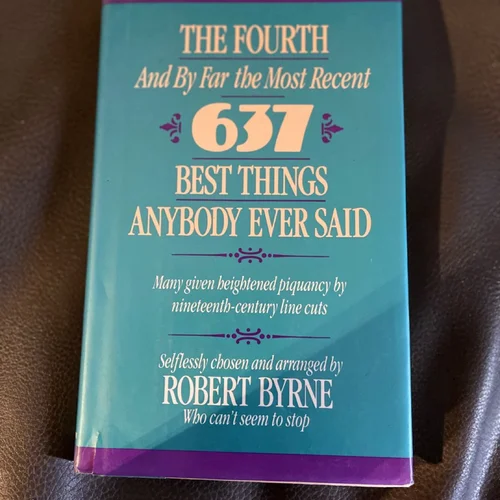 THE FOURTH
And By Far the Most Recent
637
BEST THINGS
ANYBODY EVER SAID
Many given heightened piquancy by
nineteenth-century line cuts
Selflessly chosen and arranged by
ROBERT BYRNE
Who can't seem to stop